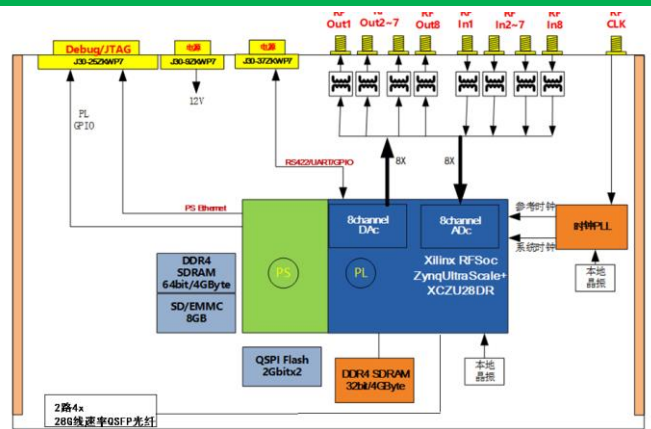 RF
Out1
RF
Out2~7
RF
Out8
RF
In1
RF
In2~7
RF
In8
RF
CLK
Debug/JTAG
J30-25ZKWP7
电源
J30-9ZKWP7
电源
J30-37ZKWP7
12V
PL
GPIO
RS422/UART/GPIO
8X
8X
PS Ethernet
8channel
DAc
8channel
ADc
参考时钟
系统时钟
时钟PLL
本地
晶振
DDR4
SDRAM
64bit/4GByte
SD/EMMC
8GB
PS
PL
Xilinx RFSoc
ZynqUltraScale+
XCZU28DR
QSPI Flash
2Gbitx2
DDR4 SDRAM
32bit/4GByte
本地
晶振
2路4x
28G线速率QSFP光纤